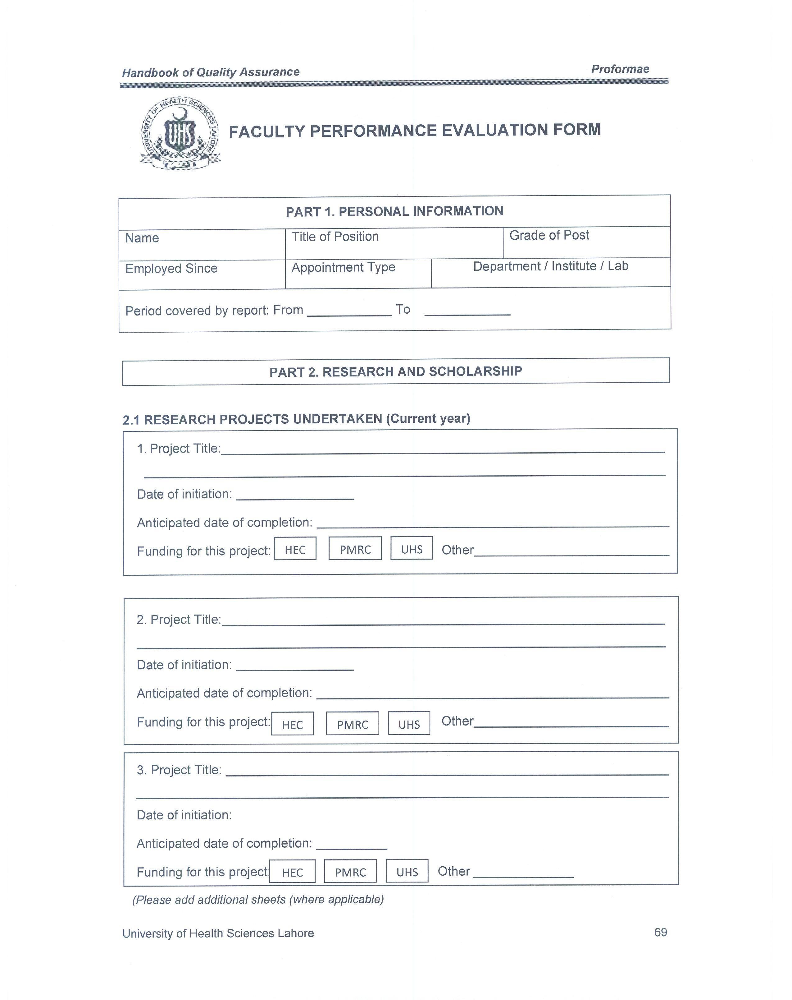 Handbook of Quality Assurance Proformae
UNIVERSITY OF HEALTH SCIENCES LAHORE
UHS
FACULTY PERFORMANCE EVALUATION FORM
PART 1. PERSONAL INFORMATION
Name Title of Position Grade of Post
Employed Since Appointment Type Department / Institute / Lab
Period covered by report: From ____________ To ____________
PART 2. RESEARCH AND SCHOLARSHIP
2.1 RESEARCH PROJECTS UNDERTAKEN (Current year)
1. Project Title:____________
Date of initiation: ____________
Anticipated date of completion: ____________
Funding for this project: HEC PMRC UHS Other____________
2. Project Title:____________
Date of initiation: ____________
Anticipated date of completion: ____________
Funding for this project: HEC PMRC UHS Other____________
3. Project Title: ____________
Date of initiation:
Anticipated date of completion: ____________
Funding for this project: HEC PMRC UHS Other ____________
(Please add additional sheets (where applicable)
University of Health Sciences Lahore 69